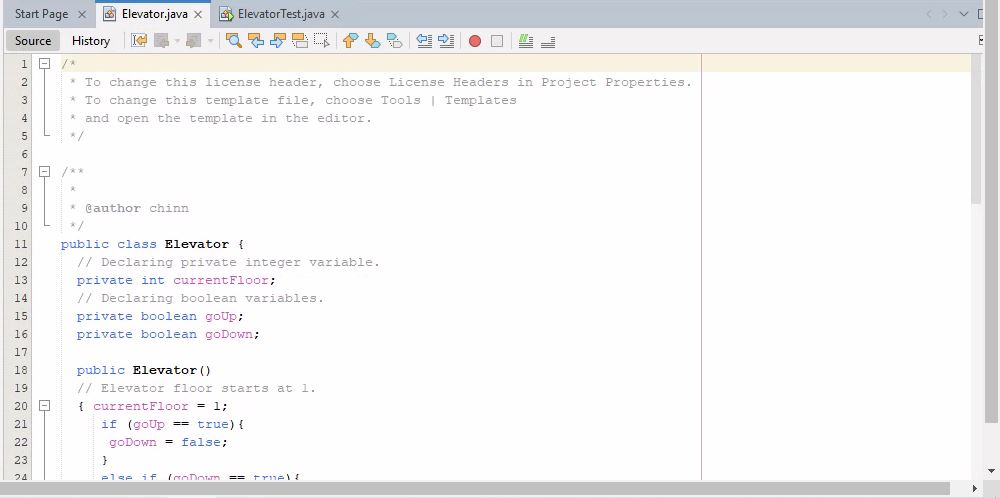 Start Page Elevator.java ElevatorTest.java
Source History
1 /*
2 * To change this license header, choose License Headers in Project Properties.
3 * To change this template file, choose Tools | Templates
4 * and open the template in the editor.
5 */
6
7 /**
8 *
9 * @author chinn
10 */
11 public class Elevator {
12 // Declaring private integer variable.
13 private int currentFloor;
14 // Declaring boolean variables.
15 private boolean goUp;
16 private boolean goDown;
17
18 public Elevator()
19 // Elevator floor starts at 1.
20 { currentFloor = 1;
21 if (goUp == true){
22 goDown = false;
23 }
24 else if (goDown == true){